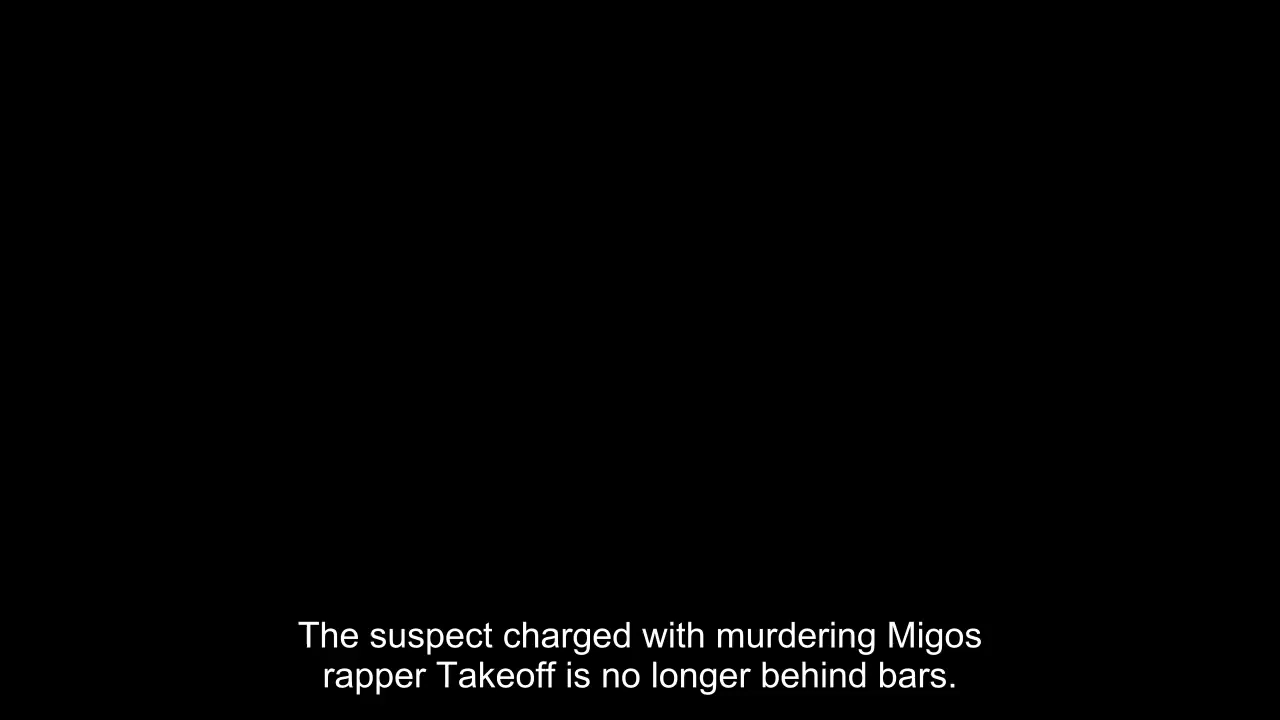 The suspect charged with murdering Migos
rapper Takeoff is no longer behind bars.